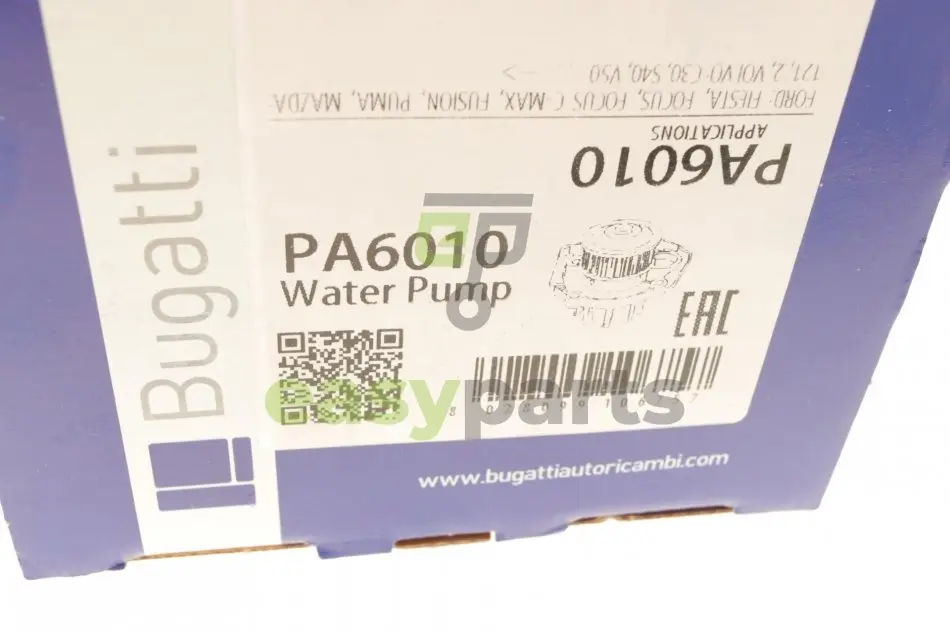 FORD: FIESTA, FOCUS, FOCUS C-MAX, FUSION, PUMA, MAZDA:
121, 2, VOLVO: C30, S40, V50
-->
PA6010
APPLICATIONS
Bugatti
PA6010
Water Pump
EAC
easyparts
www.bugattiautoricambi.com